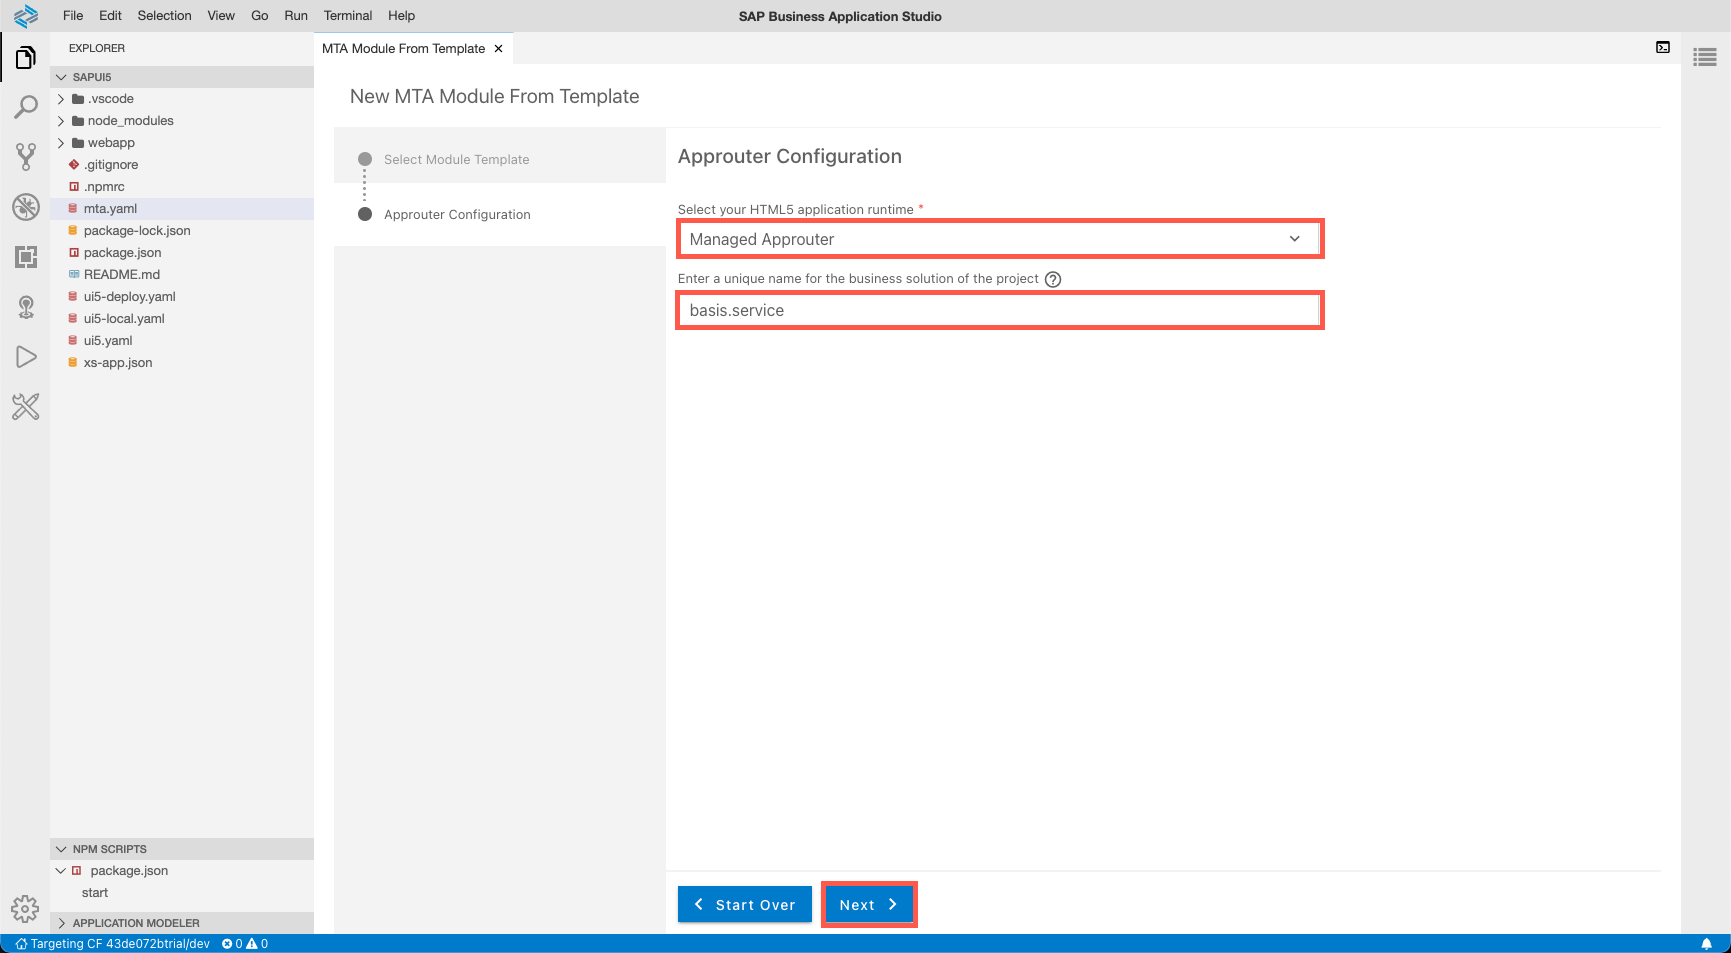 File Edit Selection View Go Run Terminal Help
SAP Business Application Studio
EXPLORER
SAPUI5
.vscode
node_modules
webapp
.gitignore
.npmrc
mta.yaml
package-lock.json
package.json
README.md
ui5-deploy.yaml
ui5-local.yaml
ui5.yaml
xs-app.json
NPM SCRIPTS
package.json
start
APPLICATION MODELER
MTA Module From Template
New MTA Module From Template
Select Module Template
Approuter Configuration
Approuter Configuration
Select your HTML5 application runtime *
Managed Approuter
Enter a unique name for the business solution of the project ?
basis.service
Start Over
Next
Targeting CF 43de072btrial/dev 0 0